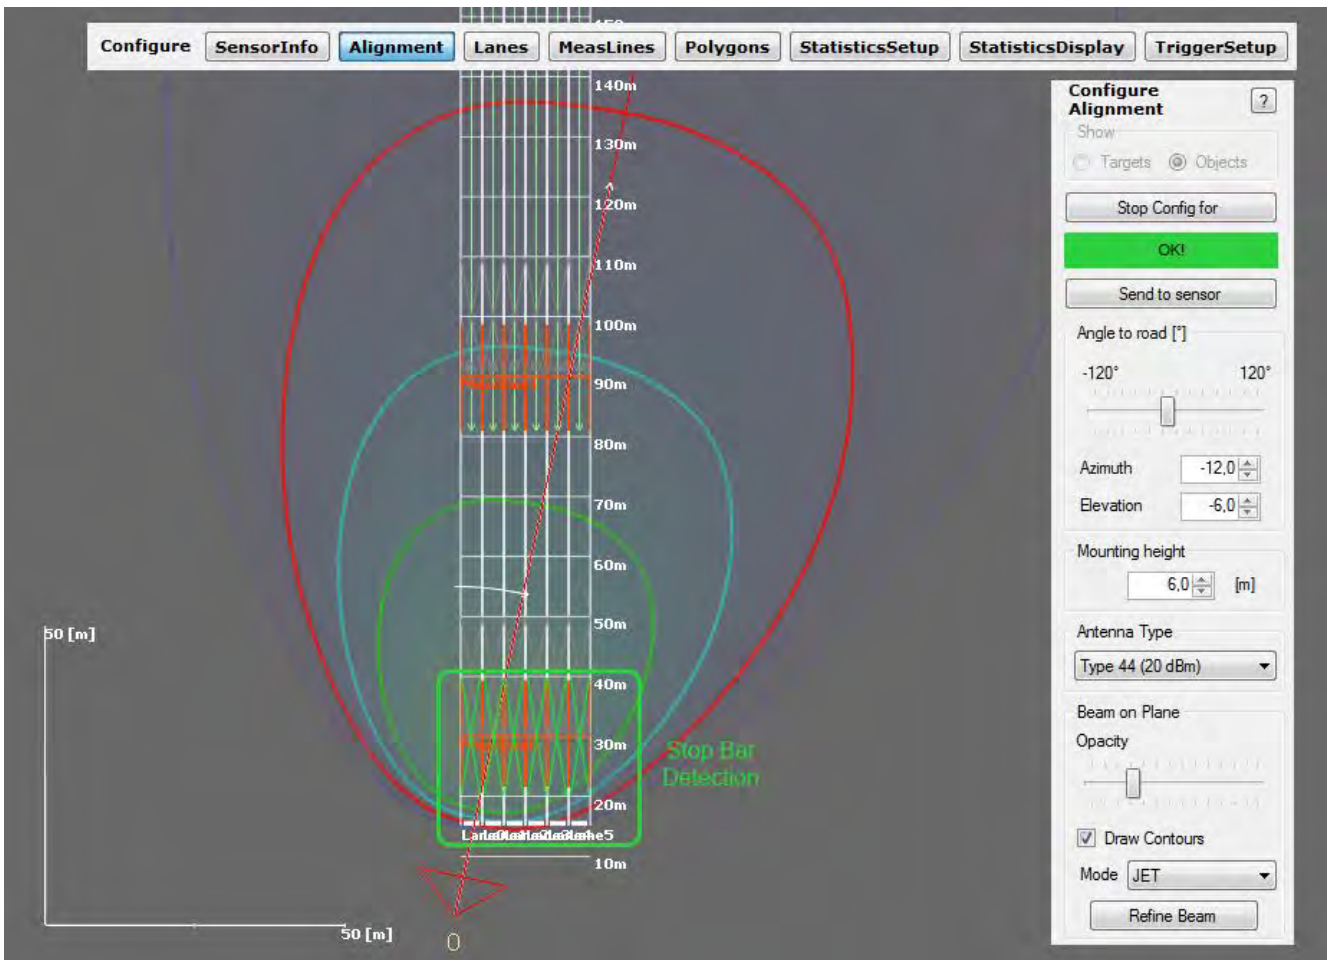 Configure SensorInfo Alignment Lanes MeasLines Polygons StatisticsSetup StatisticsDisplay TriggerSetup
140m
130m
120m
110m
100m
90m
80m
70m
60m
50m
40m
30m
20m
10m
Stop Bar
Detection
50 [m]
50 [m]
0
Configure
Alignment
?
Show
Targets Objects
Stop Config for
OK!
Send to sensor
Angle to road [°]
-120° 120°
Azimuth -12,0
Elevation -6,0
Mounting height
6,0 [m]
Antenna Type
Type 44 (20 dBm)
Beam on Plane
Opacity
Draw Contours
Mode JET
Refine Beam